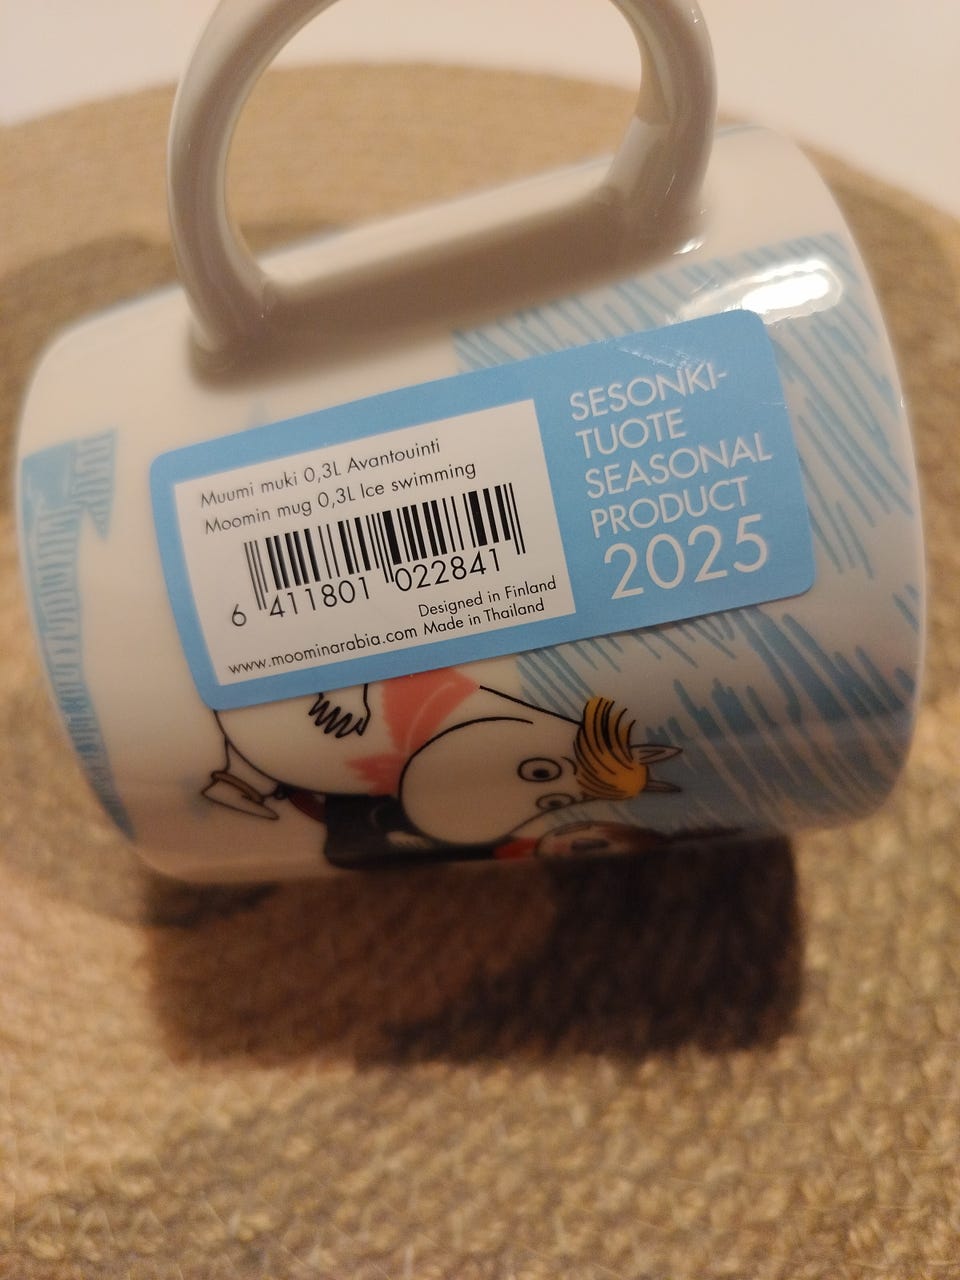 Muumi muki 0,3L Avantouinti
Moomin mug 0,3L Ice swimming
6 411801 022841
Designed in Finland
www.moominarabia.com Made in Thailand
SESONKI-
TUOTE
SEASONAL
PRODUCT
2025